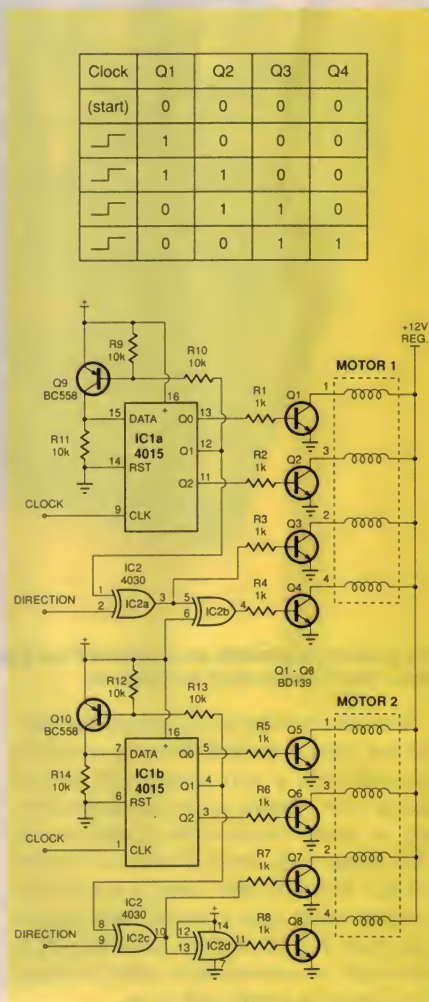 Clock Q1 Q2 Q3 Q4
(start) 0 0 0 0
1 0 0 0
1 1 0 0
0 1 1 0
0 0 1 1
+12V
REG.
+
R9
10k
R10
10k
MOTOR 1
Q9
BC558
16
R1
1k
Q1
1
15 DATA Q0 13
R11
10k
IC1a
4015
Q1 12
R2
1k
Q2
3
14 RST
Q2 11
CLOCK
9 CLK
R3
1k
Q3
2
IC2
4030
R4
1k
Q4
4
DIRECTION
1
2
IC2a
3
5
6
IC2b
4
+
R12
10k
R13
10k
Q1 - Q8
BD139
MOTOR 2
Q10
BC558
16
R5
1k
Q5
1
7 DATA Q0 5
R14
10k
IC1b
4015
Q1 4
R6
1k
Q6
3
6 RST
Q2 3
CLOCK
1 CLK
R7
1k
Q7
2
IC2
4030
+
R8
1k
Q8
4
DIRECTION
8
9
IC2c
10
12
13
14
IC2d
11
7